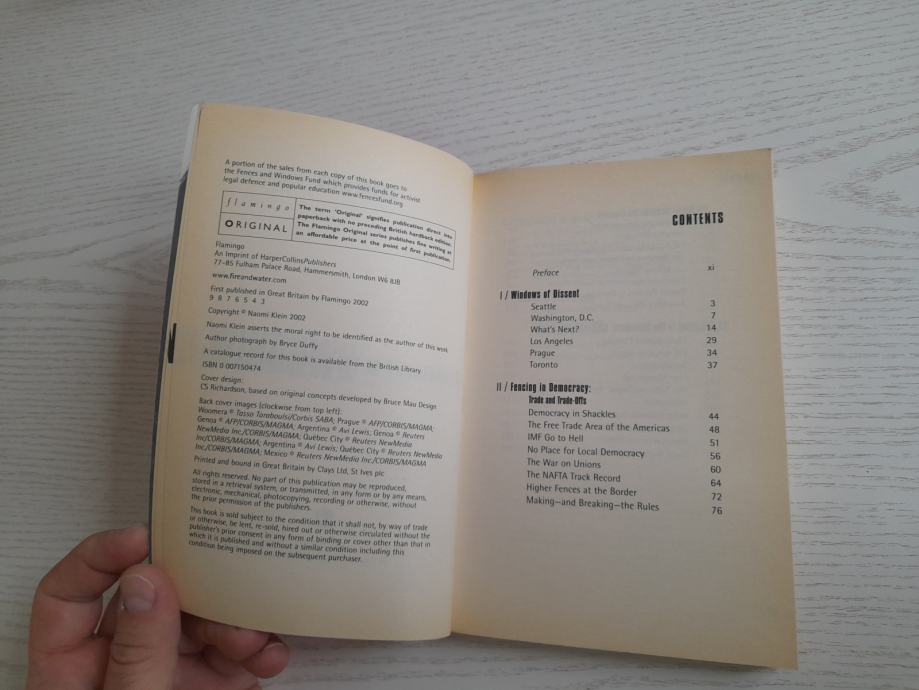 A portion of the sales from each copy of this book goes to
the Fences and Windows Fund which provides funds for activist
legal defence and popular education www.fencesfund.org
flamingo
ORIGINAL
The term 'Original' signifies publication direct into
paperback with no preceding British hardback edition.
The Flamingo Original series publishes fine writing at
an affordable price at the point of first publication.
Flamingo
An Imprint of HarperCollinsPublishers
77–85 Fulham Palace Road, Hammersmith, London W6 8JB
www.fireandwater.com
First published in Great Britain by Flamingo 2002
9 8 7 6 5 4 3
Copyright © Naomi Klein 2002
Naomi Klein asserts the moral right to be identified as the author of this work
Author photograph by Bryce Duffy
A catalogue record for this book is available from the British Library
ISBN 0 007150474
Cover design:
CS Richardson, based on original concepts developed by Bruce Mau Design
Back cover images (clockwise from top left):
Woomera © Tasso Taraboulsi/Corbis SABA; Prague © AFP/CORBIS/MAGMA;
Genoa © AFP/CORBIS/MAGMA; Argentina © Avi Lewis; Genoa © Reuters
NewMedia Inc/CORBIS/MAGMA; Québec City © Reuters NewMedia
Inc/CORBIS/MAGMA; Argentina © Avi Lewis; Québec City © Reuters NewMedia
Inc./CORBIS/MAGMA; Mexico © Reuters NewMedia Inc./CORBIS/MAGMA
Printed and bound in Great Britain by Clays Ltd, St Ives plc
All rights reserved. No part of this publication may be reproduced,
stored in a retrieval system, or transmitted, in any form or by any means,
electronic, mechanical, photocopying, recording or otherwise, without
the prior permission of the publishers.
This book is sold subject to the condition that it shall not, by way of trade
or otherwise, be lent, re-sold, hired out or otherwise circulated without the
publisher's prior consent in any form of binding or cover other than that in
which it is published and without a similar condition including this
condition being imposed on the subsequent purchaser.
CONTENTS
Preface xi
I / Windows of Dissent
Seattle 3
Washington, D.C. 7
What's Next? 14
Los Angeles 29
Prague 34
Toronto 37
II / Fencing in Democracy:
Trade and Trade-Offs
Democracy in Shackles 44
The Free Trade Area of the Americas 48
IMF Go to Hell 51
No Place for Local Democracy 56
The War on Unions 60
The NAFTA Track Record 64
Higher Fences at the Border 72
Making—and Breaking—the Rules 76